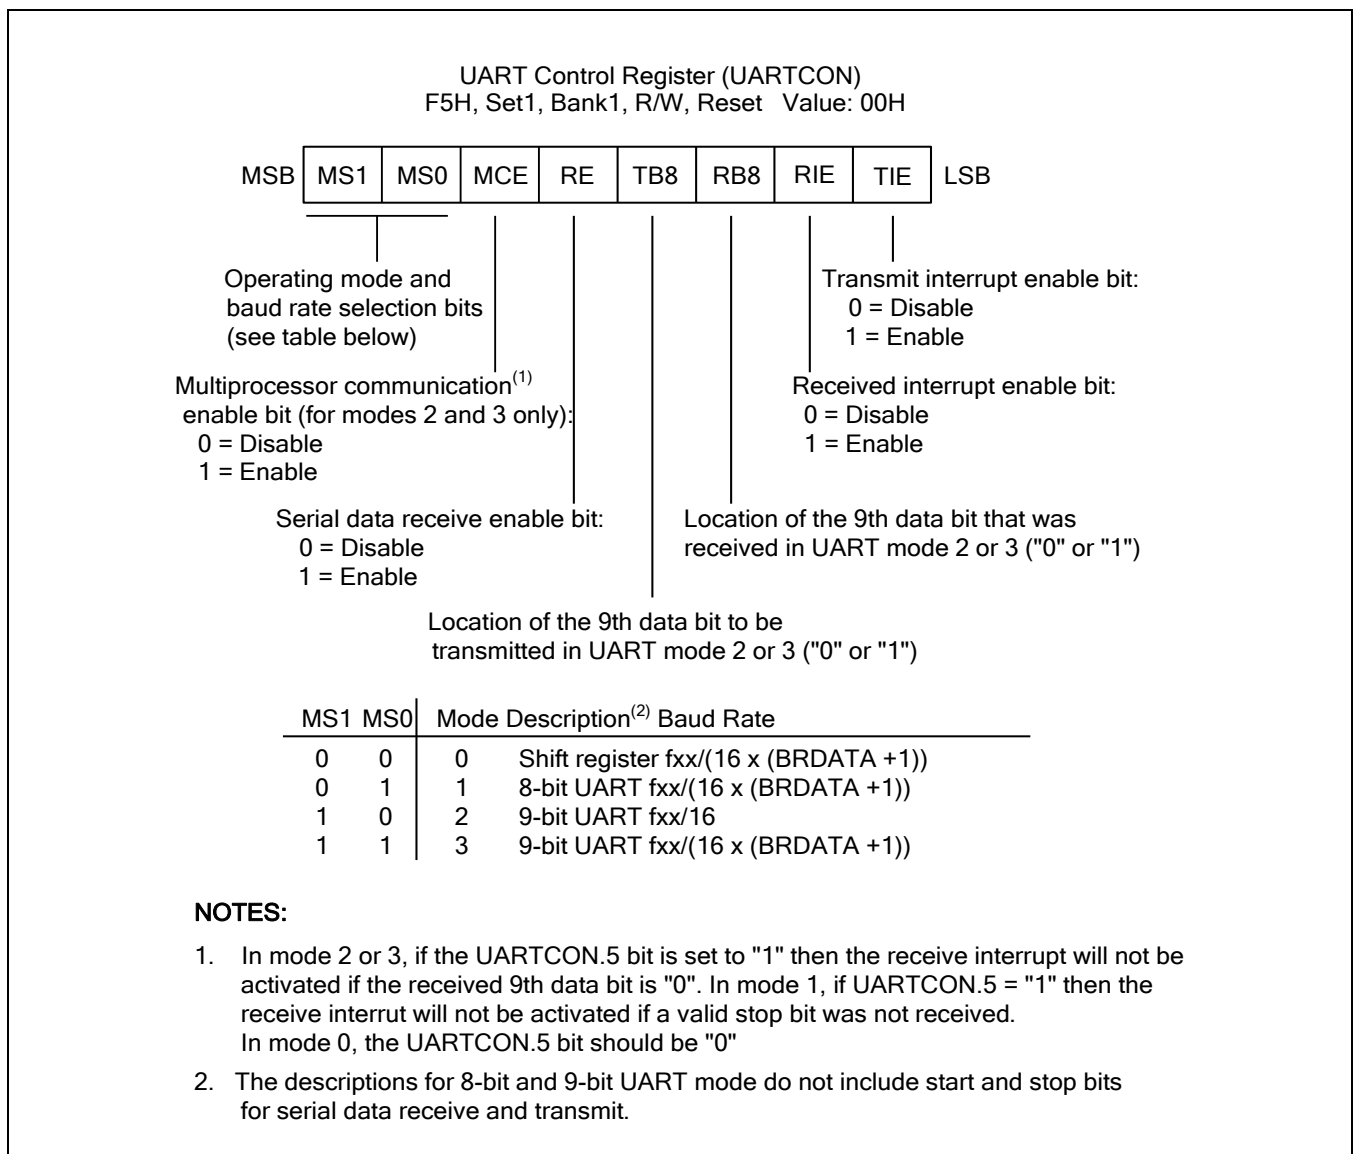 UART Control Register (UARTCON)
F5H, Set1, Bank1, R/W, Reset Value: 00H
MSB MS1 MS0 MCE RE TB8 RB8 RIE TIE LSB
Operating mode and
baud rate selection bits
(see table below)
Transmit interrupt enable bit:
0 = Disable
1 = Enable
Multiprocessor communication(1)
enable bit (for modes 2 and 3 only):
0 = Disable
1 = Enable
Received interrupt enable bit:
0 = Disable
1 = Enable
Serial data receive enable bit:
0 = Disable
1 = Enable
Location of the 9th data bit that was
received in UART mode 2 or 3 ("0" or "1")
Location of the 9th data bit to be
transmitted in UART mode 2 or 3 ("0" or "1")
MS1 MS0 Mode Description(2) Baud Rate
0 0 0 Shift register fxx/(16 x (BRDATA +1))
0 1 1 8-bit UART fxx/(16 x (BRDATA +1))
1 0 2 9-bit UART fxx/16
1 1 3 9-bit UART fxx/(16 x (BRDATA +1))
NOTES:
1. In mode 2 or 3, if the UARTCON.5 bit is set to "1" then the receive interrupt will not be
activated if the received 9th data bit is "0". In mode 1, if UARTCON.5 = "1" then the
receive interrut will not be activated if a valid stop bit was not received.
In mode 0, the UARTCON.5 bit should be "0"
2. The descriptions for 8-bit and 9-bit UART mode do not include start and stop bits
for serial data receive and transmit.